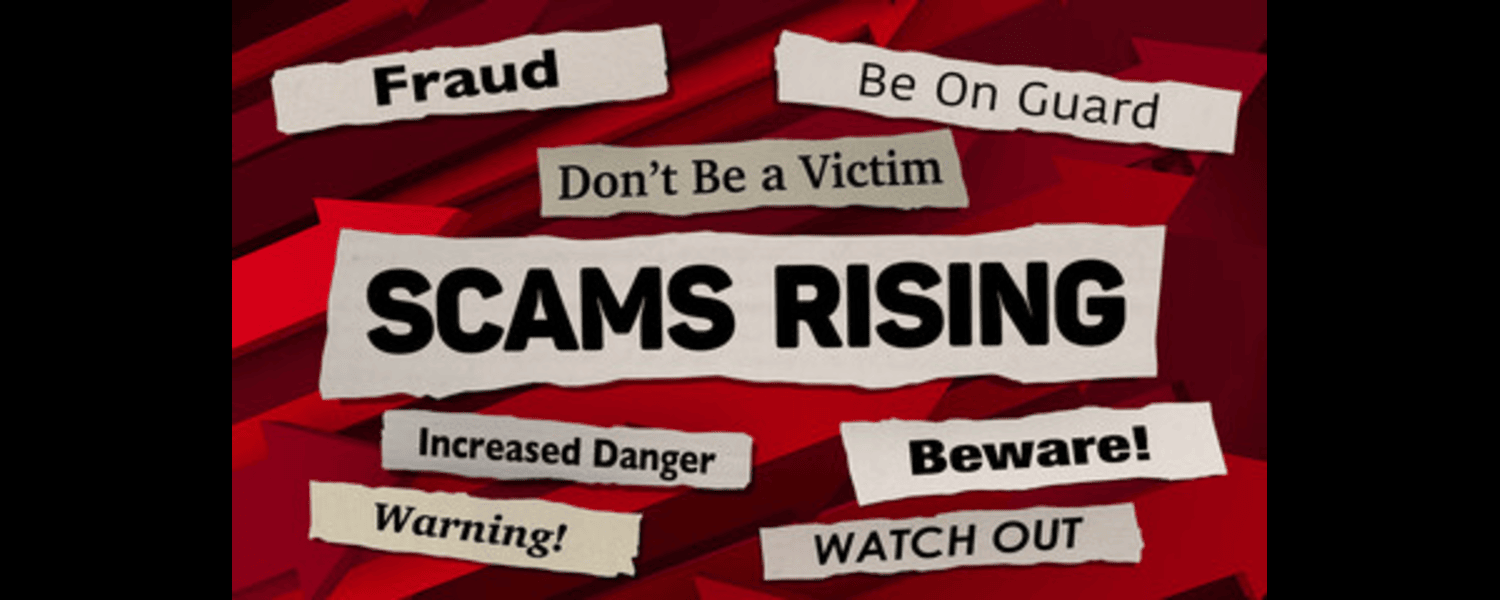 Fraud
Be On Guard
Don't Be a Victim
SCAMS RISING
Increased Danger
Beware!
Warning!
WATCH OUT